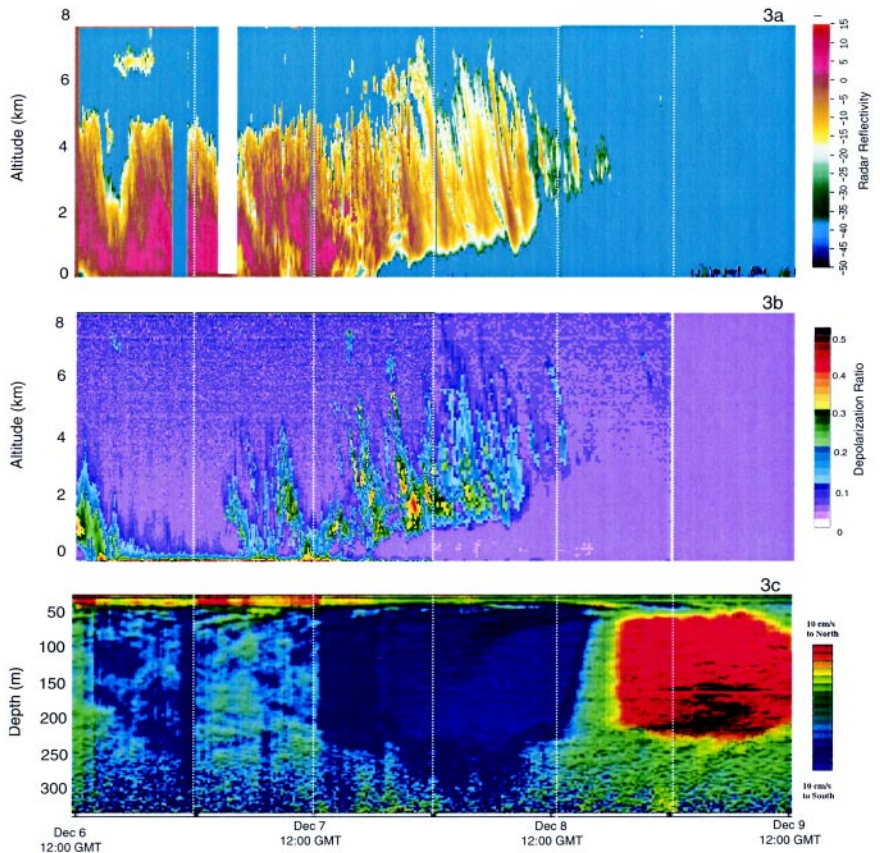 3a
8
6
4
2
0
Altitude (km)
15
10
5
0
-5
-10
-15
-20
-25
-30
-35
-40
-45
-50
Radar Reflectivity
3b
8
6
4
2
0
Altitude (km)
0.5
0.4
0.3
0.2
0.1
0
Depolarization Ratio
3c
50
100
150
200
250
300
Depth (m)
10 cm/s
to North
10 cm/s
to South
Dec 6
12:00 GMT
Dec 7
12:00 GMT
Dec 8
12:00 GMT
Dec 9
12:00 GMT